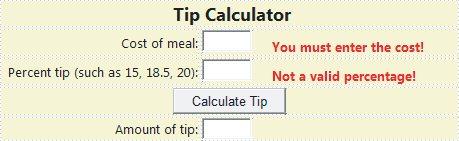 Tip Calculator
Cost of meal: You must enter the cost!
Percent tip (such as 15, 18.5, 20): Not a valid percentage!
Calculate Tip
Amount of tip: